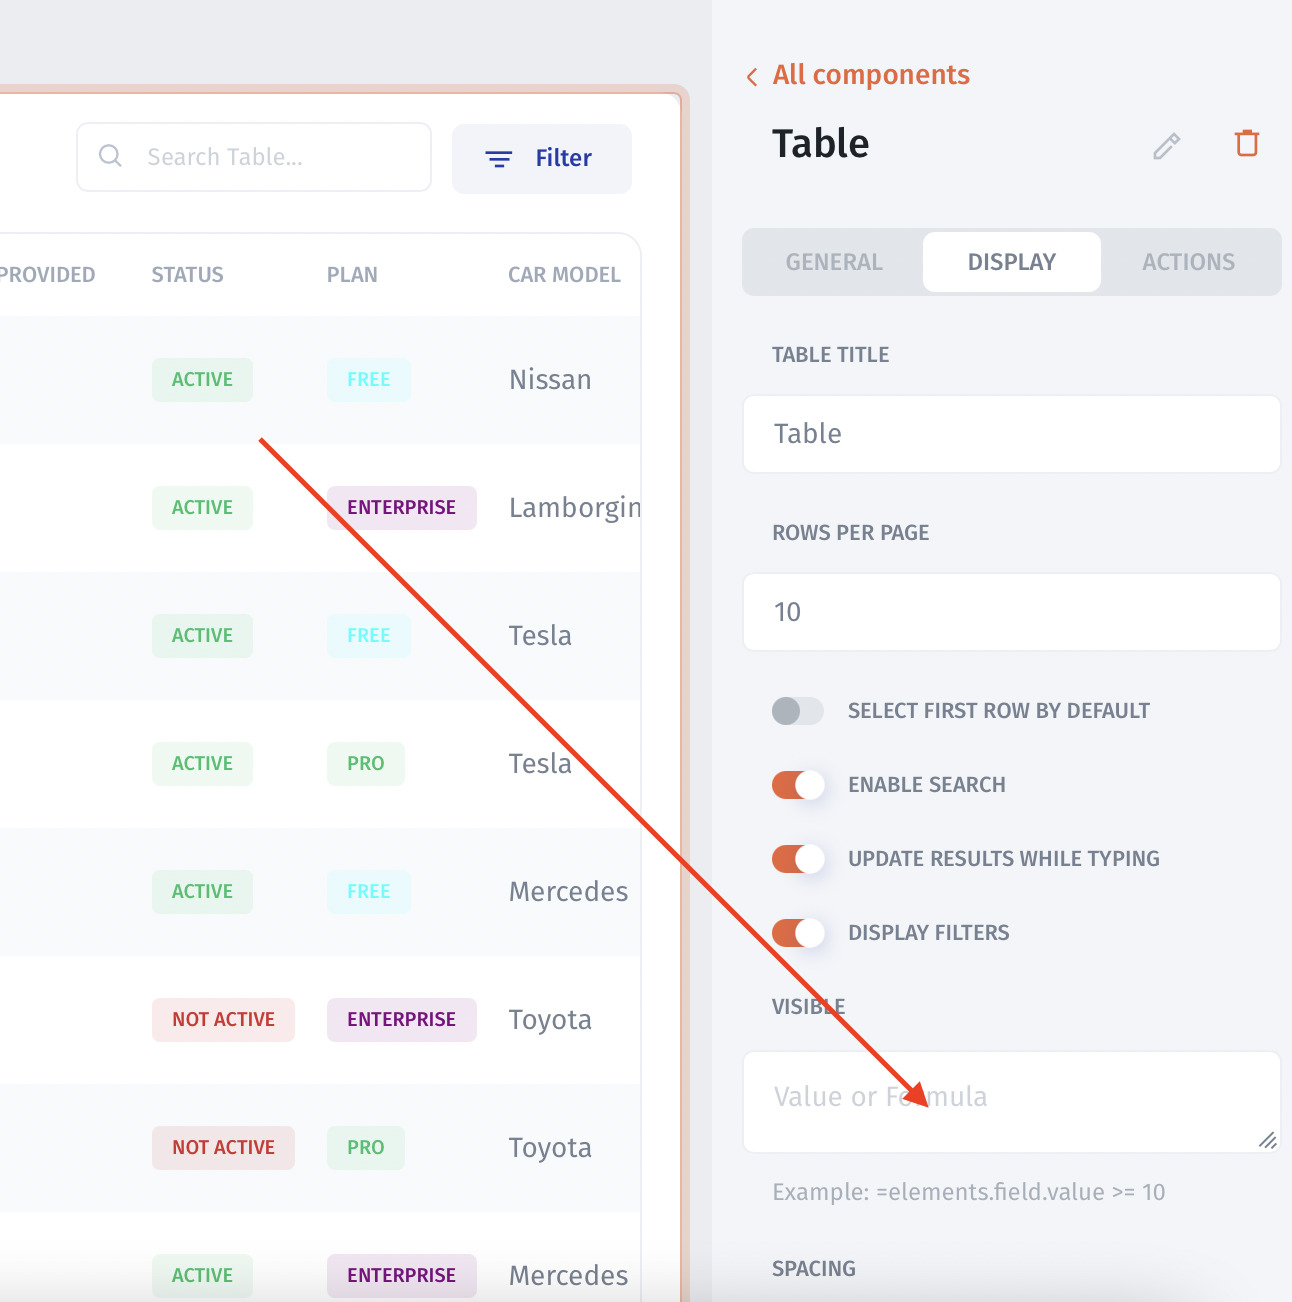 Search Table...
Filter
PROVIDED STATUS PLAN CAR MODEL
ACTIVE FREE Nissan
ACTIVE ENTERPRISE Lamborgin
ACTIVE FREE Tesla
ACTIVE PRO Tesla
ACTIVE FREE Mercedes
NOT ACTIVE ENTERPRISE Toyota
NOT ACTIVE PRO Toyota
ACTIVE ENTERPRISE Mercedes
All components
Table
GENERAL DISPLAY ACTIONS
TABLE TITLE
Table
ROWS PER PAGE
10
SELECT FIRST ROW BY DEFAULT
ENABLE SEARCH
UPDATE RESULTS WHILE TYPING
DISPLAY FILTERS
VISIBLE
Value or Formula
Example: =elements.field.value >= 10
SPACING